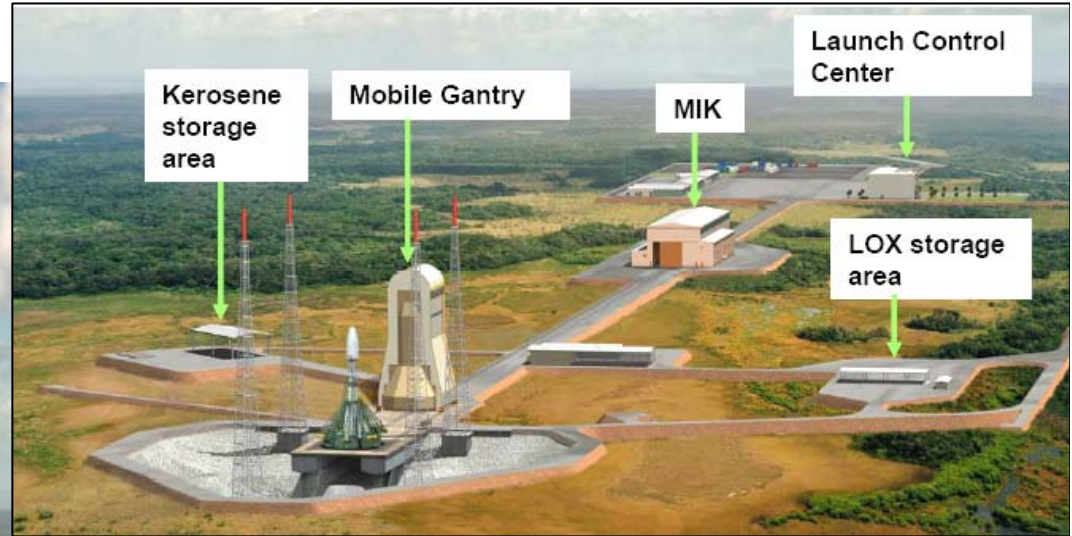 Launch Control
Center
Kerosene
storage
area
Mobile Gantry
MIK
LOX storage
area